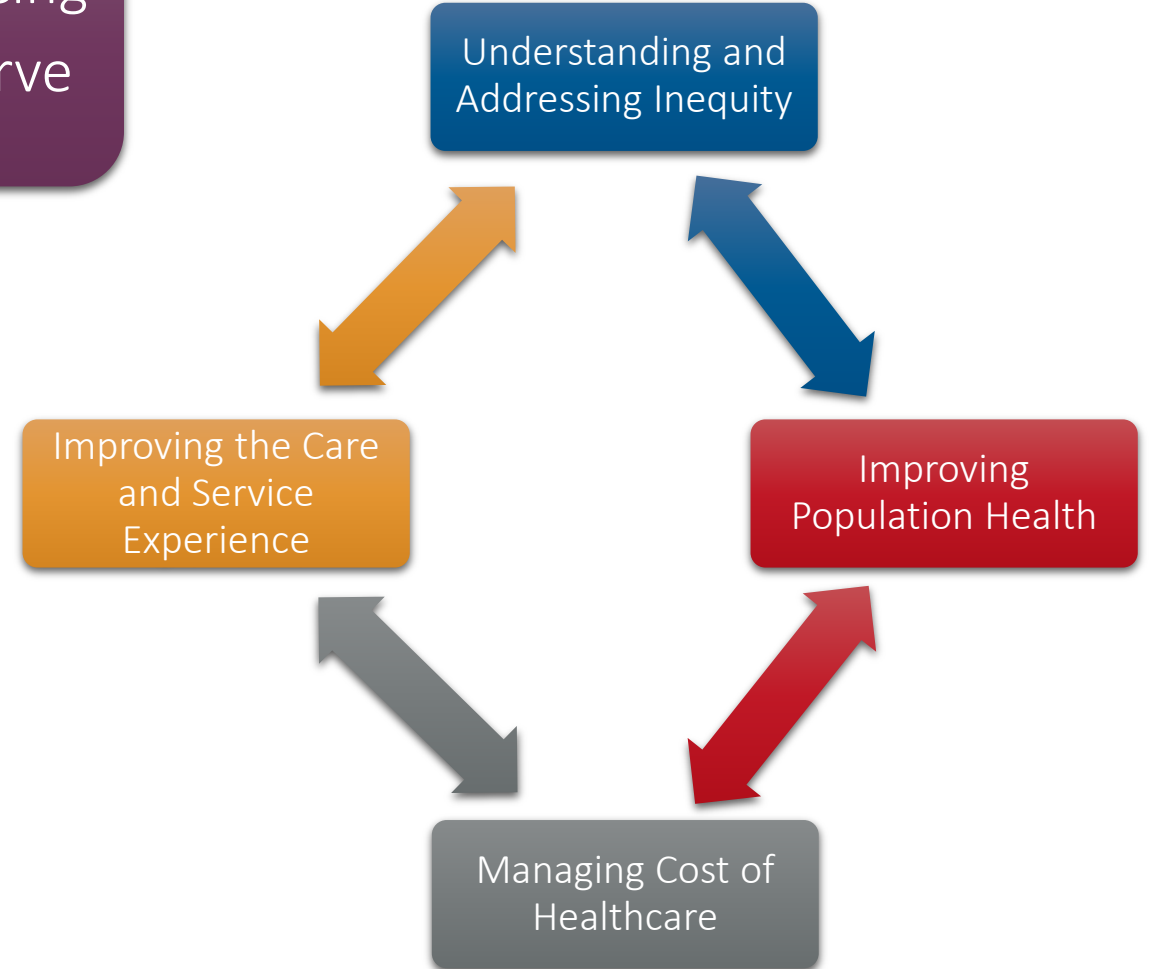 Understanding and
Addressing Inequity
Improving the Care
and Service
Experience
Improving
Population Health
Managing Cost of
Healthcare